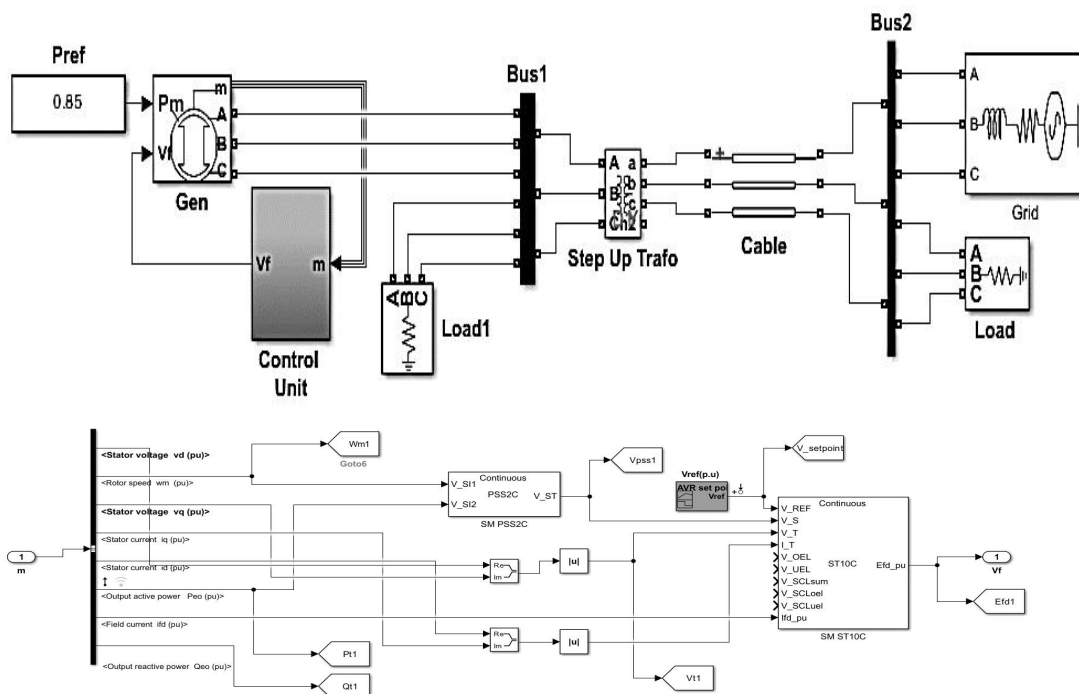 Pref
0.85
Pm
Vf
m
A
B
C
Gen
Vf
m
Control
Unit
A
B
C
Load1
Bus1
A
B
C
a
b
c
Step Up Trafo
+
Cable
Bus2
A
B
C
Grid
A
B
C
Load
1
m
<Stator voltage vd (pu)>
<Rotor speed wm (pu)>
<Stator voltage vq (pu)>
<Stator current iq (pu)>
<Stator current id (pu)>
<Output active power Peo (pu)>
<Field current ifd (pu)>
<Output reactive power Qeo (pu)>
Wm1
Goto6
Continuous
V_SI1
PSS2C
V_ST
V_SI2
SM PSS2C
Vpss1
Vref(p.u)
AVR set poi
Vref
V_setpoint
Re
Im
|u|
Re
Im
|u|
Continuous
V_REF
V_S
V_T
I_T
V_OEL
V_UEL
V_SCLsum
V_SCLoel
V_SCLuel
Ifd_pu
ST10C
Efd_pu
SM ST10C
1
Vf
Efd1
Pt1
Qt1
Vt1